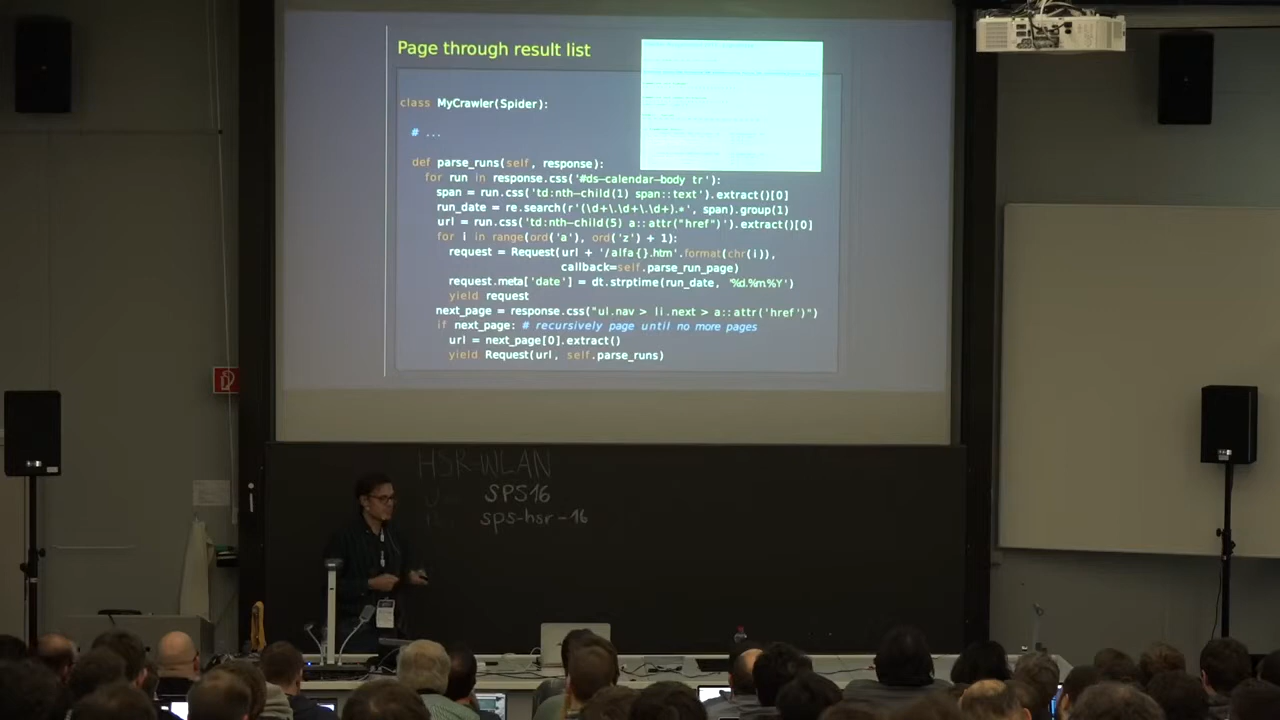 Page through result list
class MyCrawler(Spider):
# ...
def parse_runs(self, response):
for run in response.css('#ds-calendar-body tr'):
span = run.css('td:nth-child(1) span::text').extract()[0]
run_date = re.search(r'(\d+\.\d+\.\d+).*', span).group(1)
url = run.css('td:nth-child(5) a::attr("href")').extract()[0]
for i in range(ord('a'), ord('z') + 1):
request = Request(url + '/alfa{}.htm'.format(chr(i)),
callback=self.parse_run_page)
request.meta['date'] = dt.strptime(run_date, '%d.%m%Y')
yield request
next_page = response.css("ul.nav > li.next > a::attr('href')")
if next_page: # recursively page until no more pages
url = next_page[0].extract()
yield Request(url, self.parse_runs)
HSR-WLAN
SPS16
sps-hsr-16